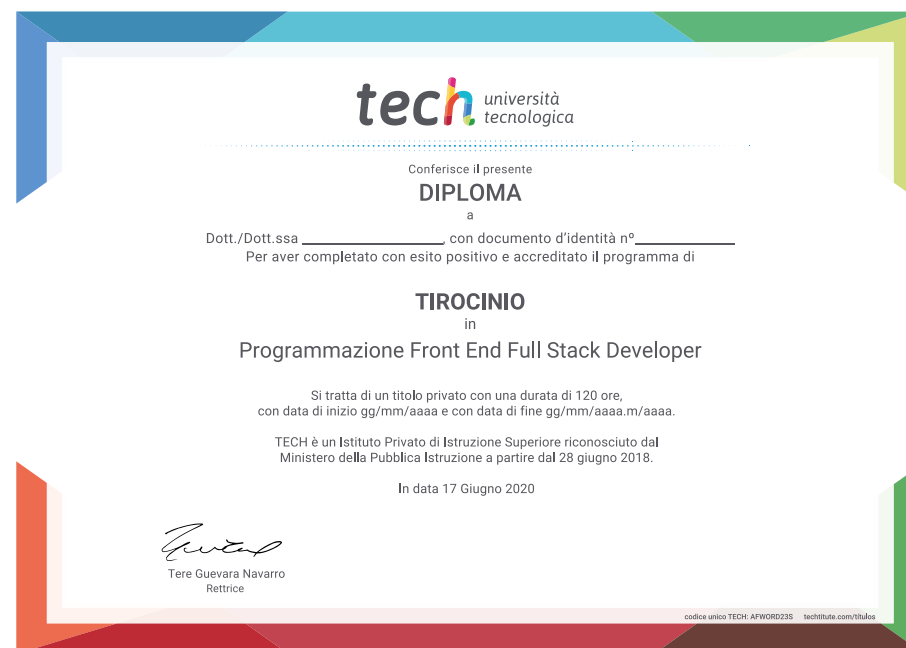 tech università
tecnologica
Conferisce il presente
DIPLOMA
a
Dott./Dott.ssa ____________________, con documento d'identità nº______________
Per aver completato con esito positivo e accreditato il programma di
TIROCINIO
in
Programmazione Front End Full Stack Developer
Si tratta di un titolo privato con una durata di 120 ore,
con data di inizio gg/mm/aaaa e con data di fine gg/mm/aaaa.m/aaaa.
TECH è un Istituto Privato di Istruzione Superiore riconosciuto dal
Ministero della Pubblica Istruzione a partire dal 28 giugno 2018.
In data 17 Giugno 2020
Tere Guevara Navarro
Rettrice
codice unico TECH: AFWORD23S techtitute.com/titulos